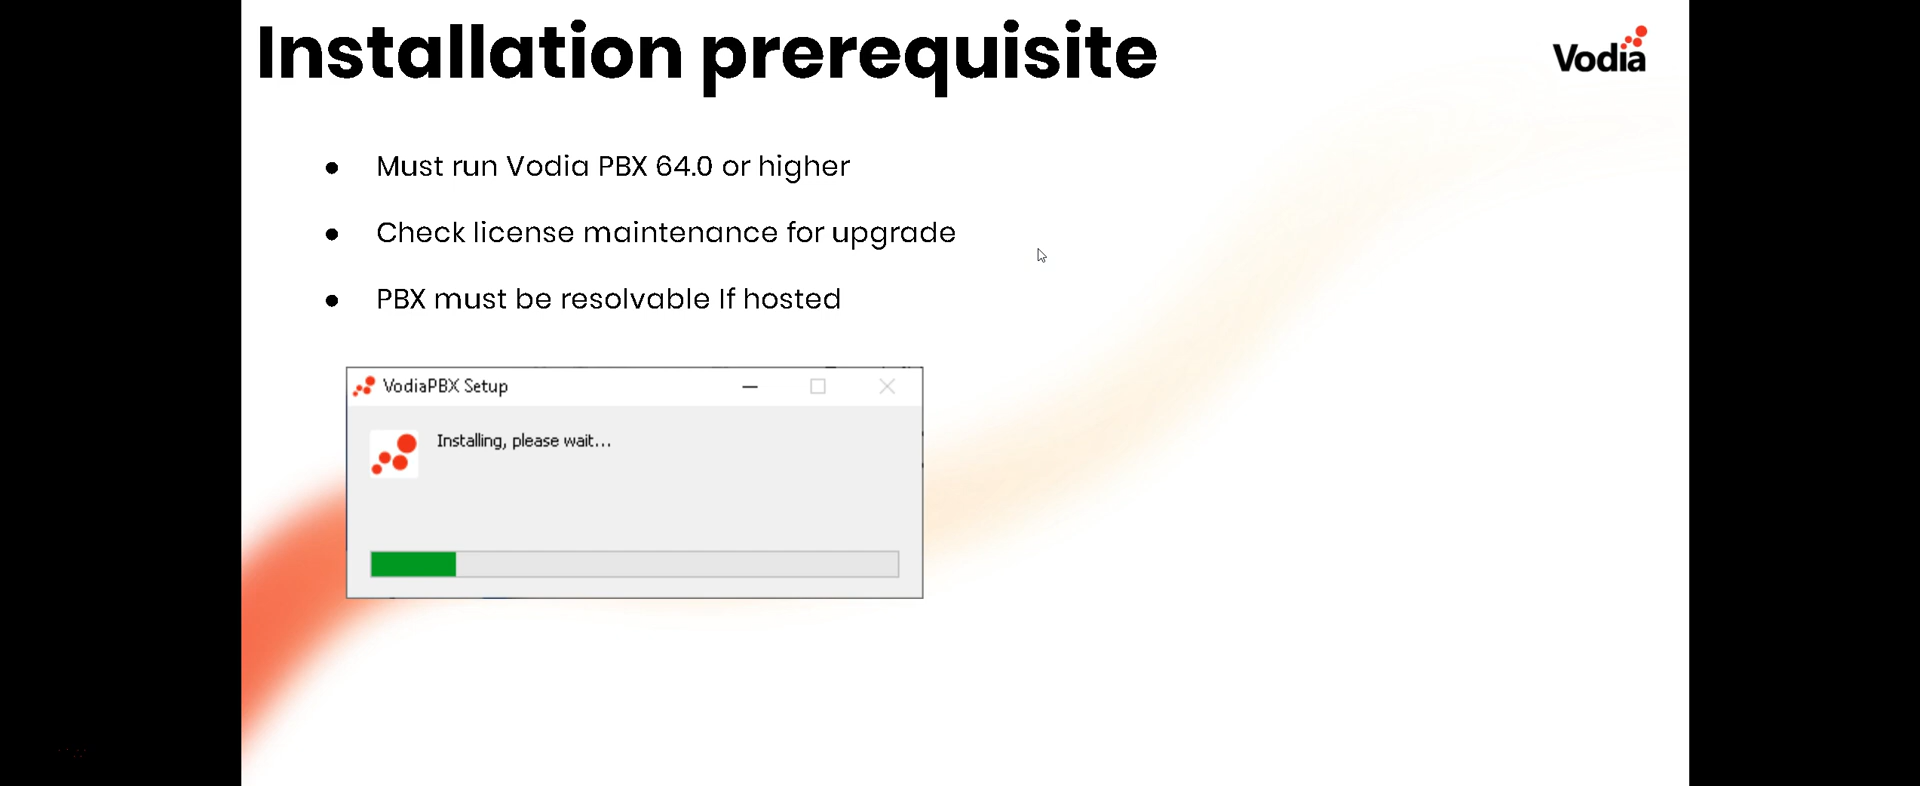 Installation prerequisite
Vodia
● Must run Vodia PBX 64.0 or higher
● Check license maintenance for upgrade
● PBX must be resolvable If hosted
VodiaPBX Setup
Installing, please wait...